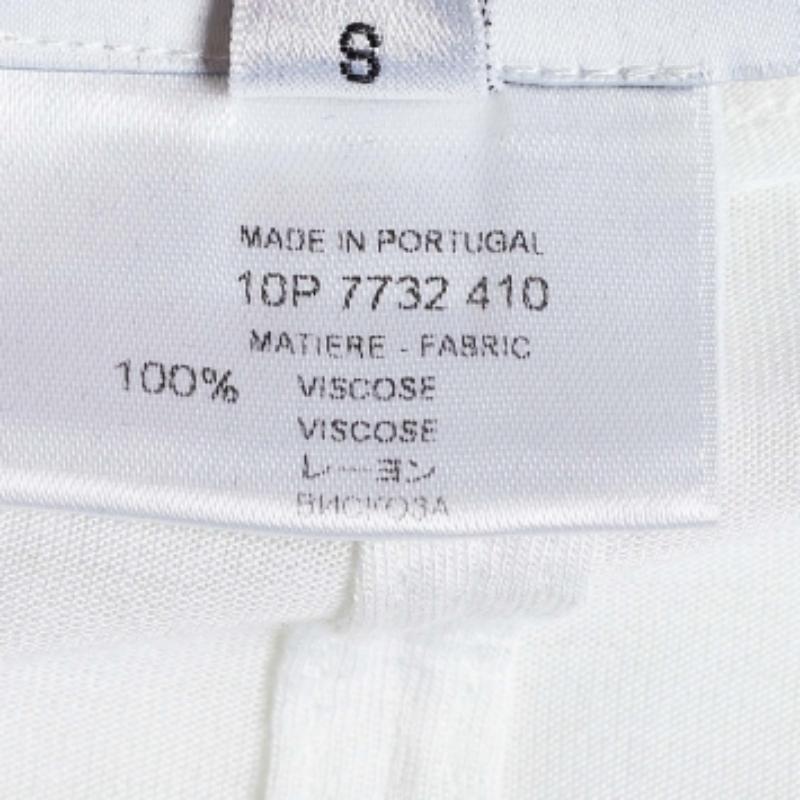 S
MADE IN PORTUGAL
10P 7732 410
MATIERE - FABRIC
100% VISCOSE
VISCOSE
レーヨン
ВИСКОЗА